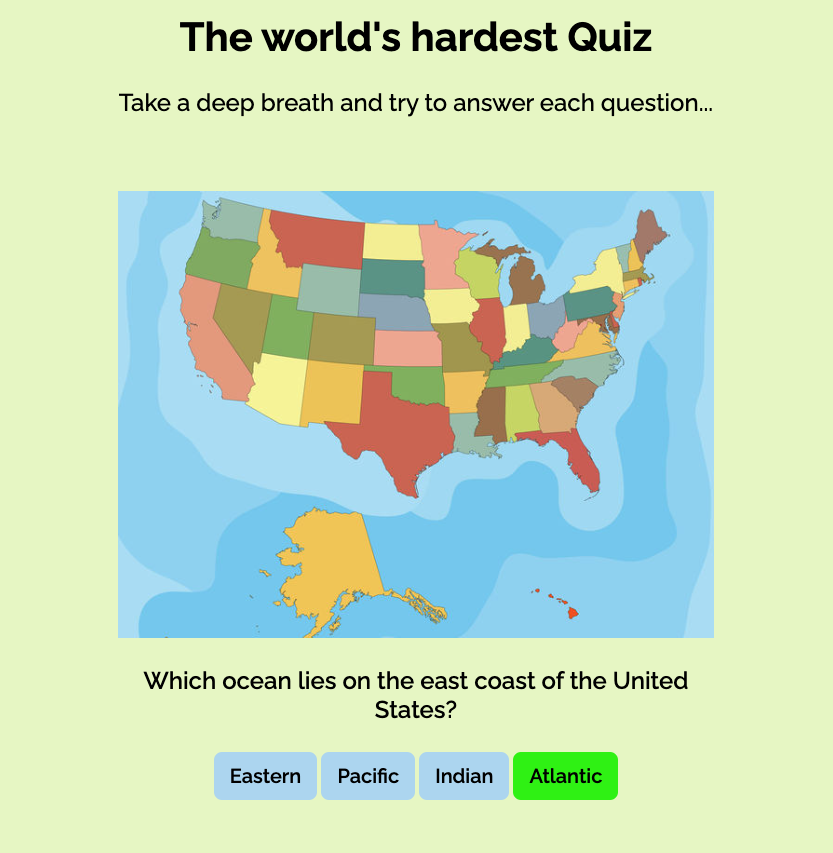 The world's hardest Quiz
Take a deep breath and try to answer each question...
Which ocean lies on the east coast of the United
States?
Eastern
Pacific
Indian
Atlantic